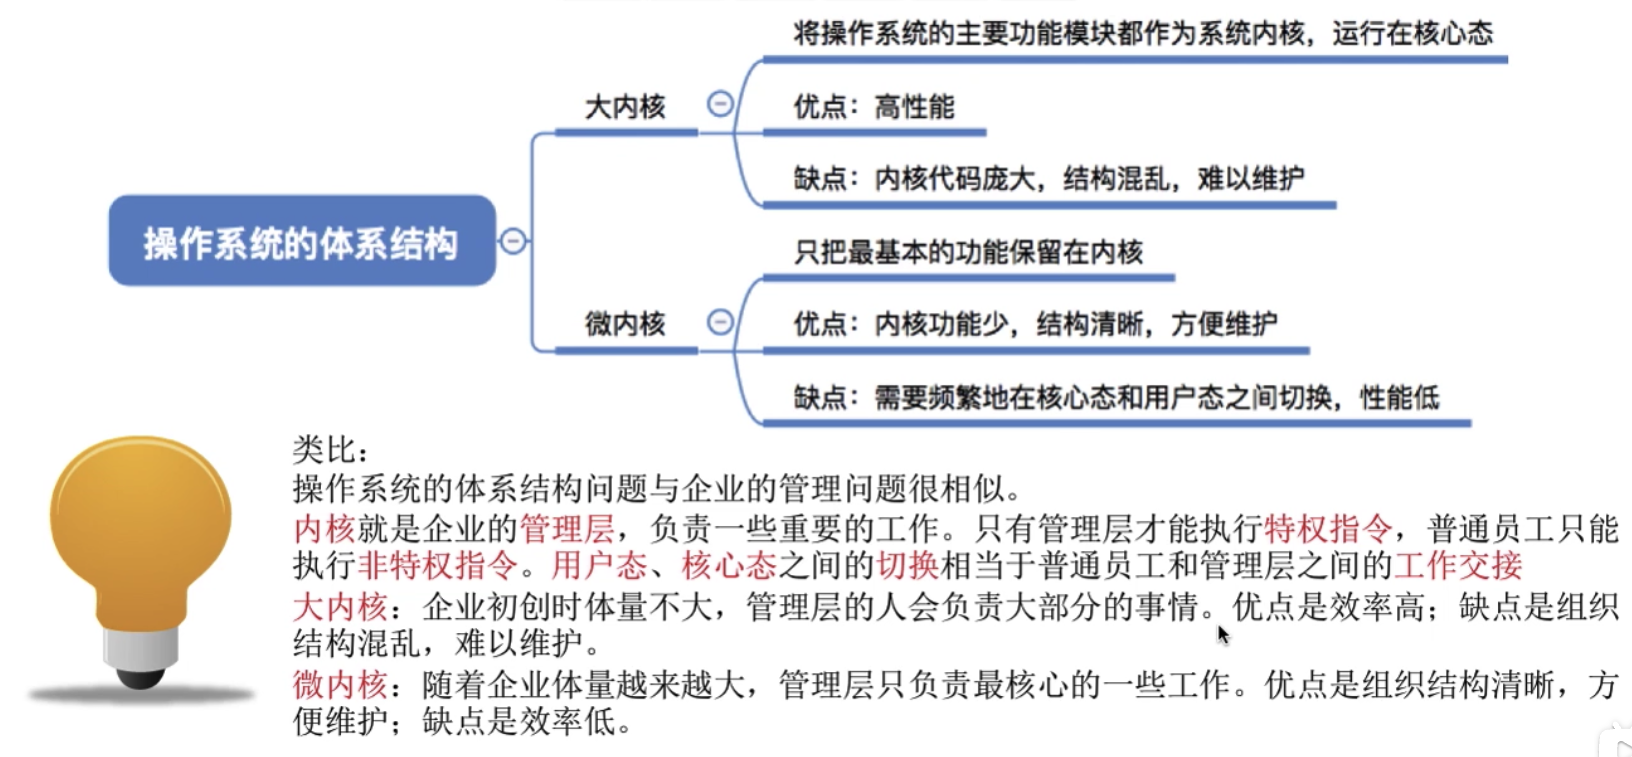 将操作系统的主要功能模块都作为系统内核，运行在核心态
大内核
优点：高性能
缺点：内核代码庞大，结构混乱，难以维护
操作系统的体系结构
只把最基本的功能保留在内核
微内核
优点：内核功能少，结构清晰，方便维护
缺点：需要频繁地在核心态和用户态之间切换，性能低
类比：
操作系统的体系结构问题与企业的管理问题很相似。
内核就是企业的管理层，负责一些重要的工作。只有管理层才能执行特权指令，普通员工只能
执行非特权指令。用户态、核心态之间的切换相当于普通员工和管理层之间的工作交接
大内核：企业初创时体量不大，管理层的人会负责大部分的事情。优点是效率高；缺点是组织
结构混乱，难以维护。
微内核：随着企业体量越来越大，管理层只负责最核心的一些工作。优点是组织结构清晰，方
便维护；缺点是效率低。